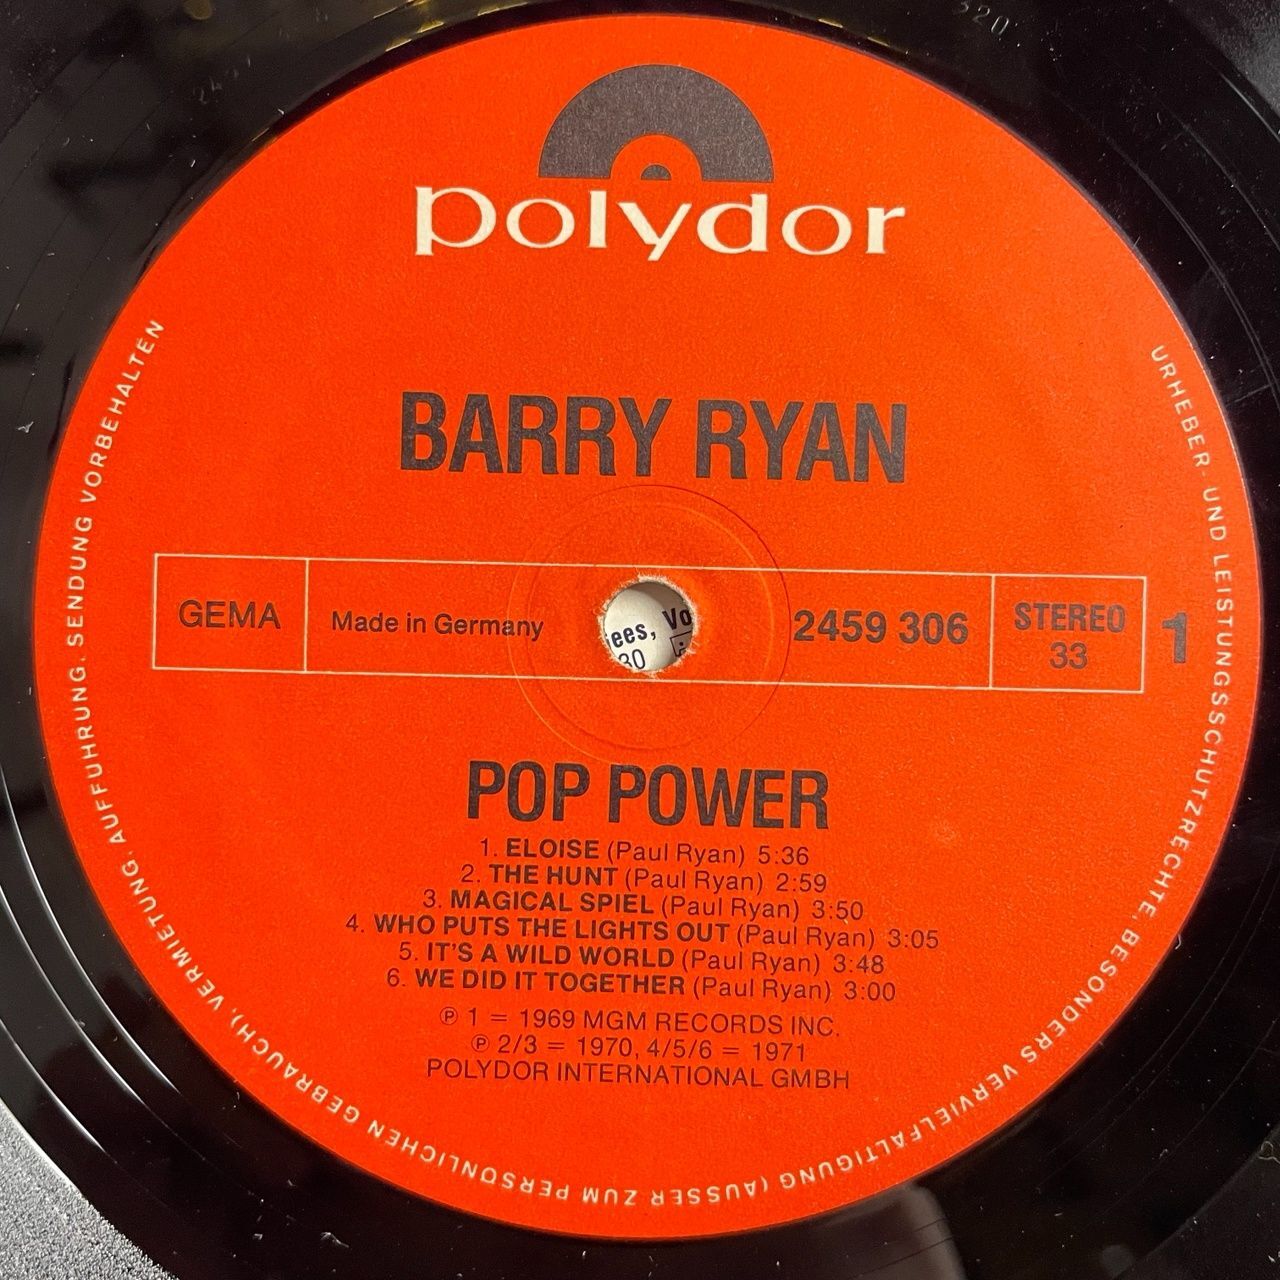 polydor
BARRY RYAN
GEMA
Made in Germany
2459 306
STEREO
33
1
ees, Vo
30
POP POWER
1. ELOISE (Paul Ryan) 5:36
2. THE HUNT (Paul Ryan) 2:59
3. MAGICAL SPIEL (Paul Ryan) 3:50
4. WHO PUTS THE LIGHTS OUT (Paul Ryan) 3:05
5. IT'S A WILD WORLD (Paul Ryan) 3:48
6. WE DID IT TOGETHER (Paul Ryan) 3:00
℗ 1 = 1969 MGM RECORDS INC.
℗ 2/3 = 1970, 4/5/6 = 1971
POLYDOR INTERNATIONAL GMBH
URHEBER- UND LEISTUNGSSCHUTZRECHTE, BESONDERS VERVIELFÄLTIGUNG (AUSSER ZUM PERSÖNLICHEN GEBRAUCH), VERMIETUNG, AUFFÜHRUNG, SENDUNG VORBEHALTEN